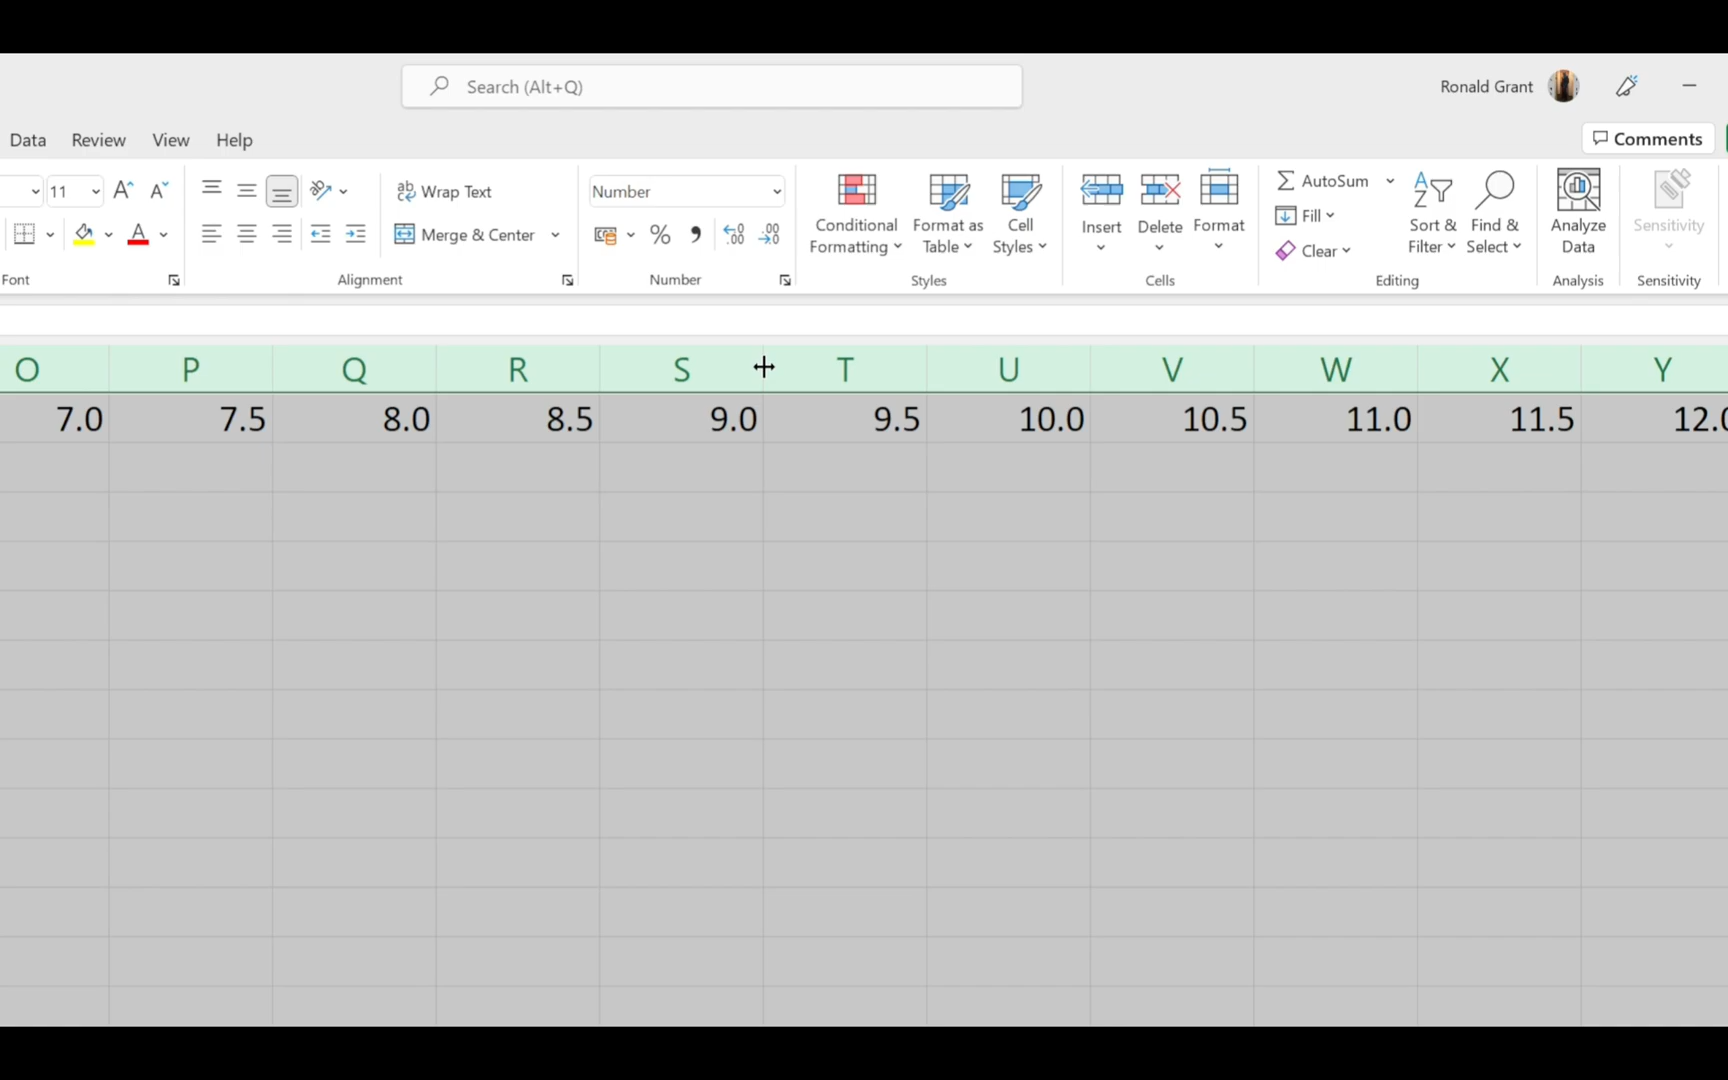 Search (Alt+Q)
Ronald Grant
Data Review View Help
Comments
11 Wrap Text Number
Merge & Center
Conditional Formatting
Format as Table
Cell Styles
Insert Delete Format
AutoSum
Fill
Clear
Sort & Filter
Find & Select
Analyze Data
Sensitivity
Font Alignment Number Styles Cells Editing Analysis Sensitivity
O P Q R S T U V W X Y
7.0 7.5 8.0 8.5 9.0 9.5 10.0 10.5 11.0 11.5 12.0